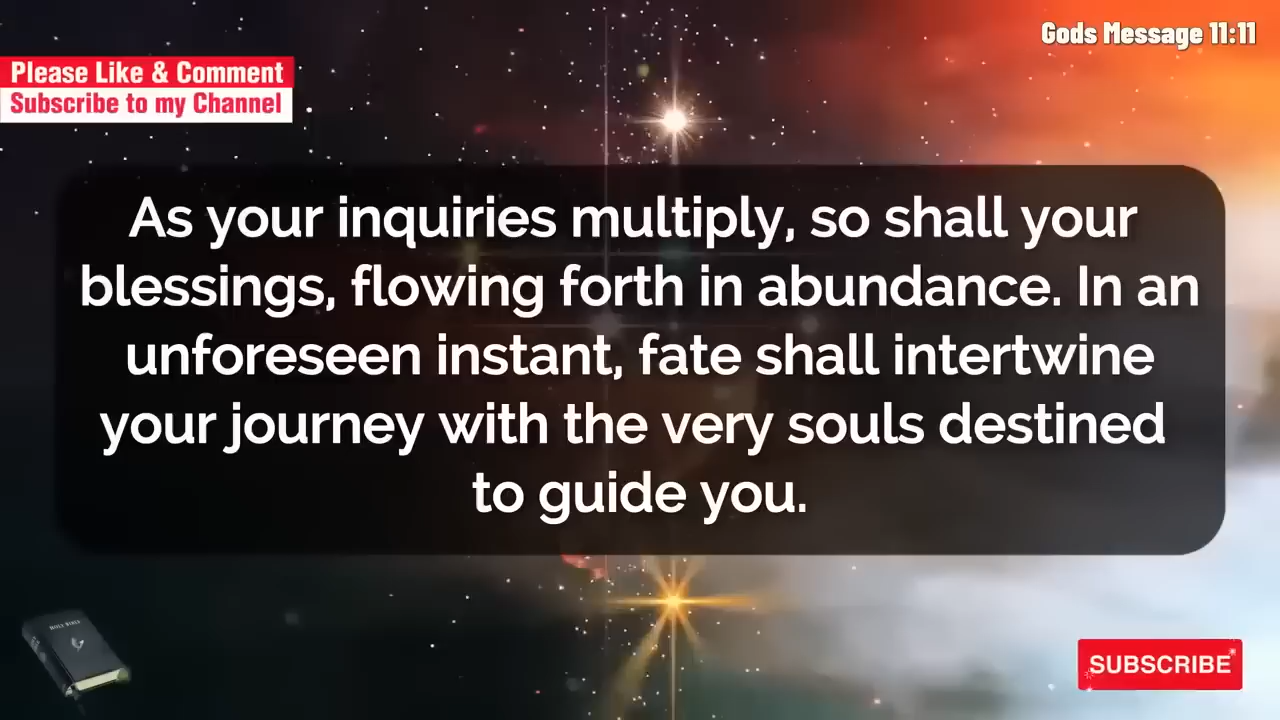 Gods Message 11:11
Please Like & Comment
Subscribe to my Channel
As your inquiries multiply, so shall your
blessings, flowing forth in abundance. In an
unforeseen instant, fate shall intertwine
your journey with the very souls destined
to guide you.
HOLY BIBLE
SUBSCRIBE